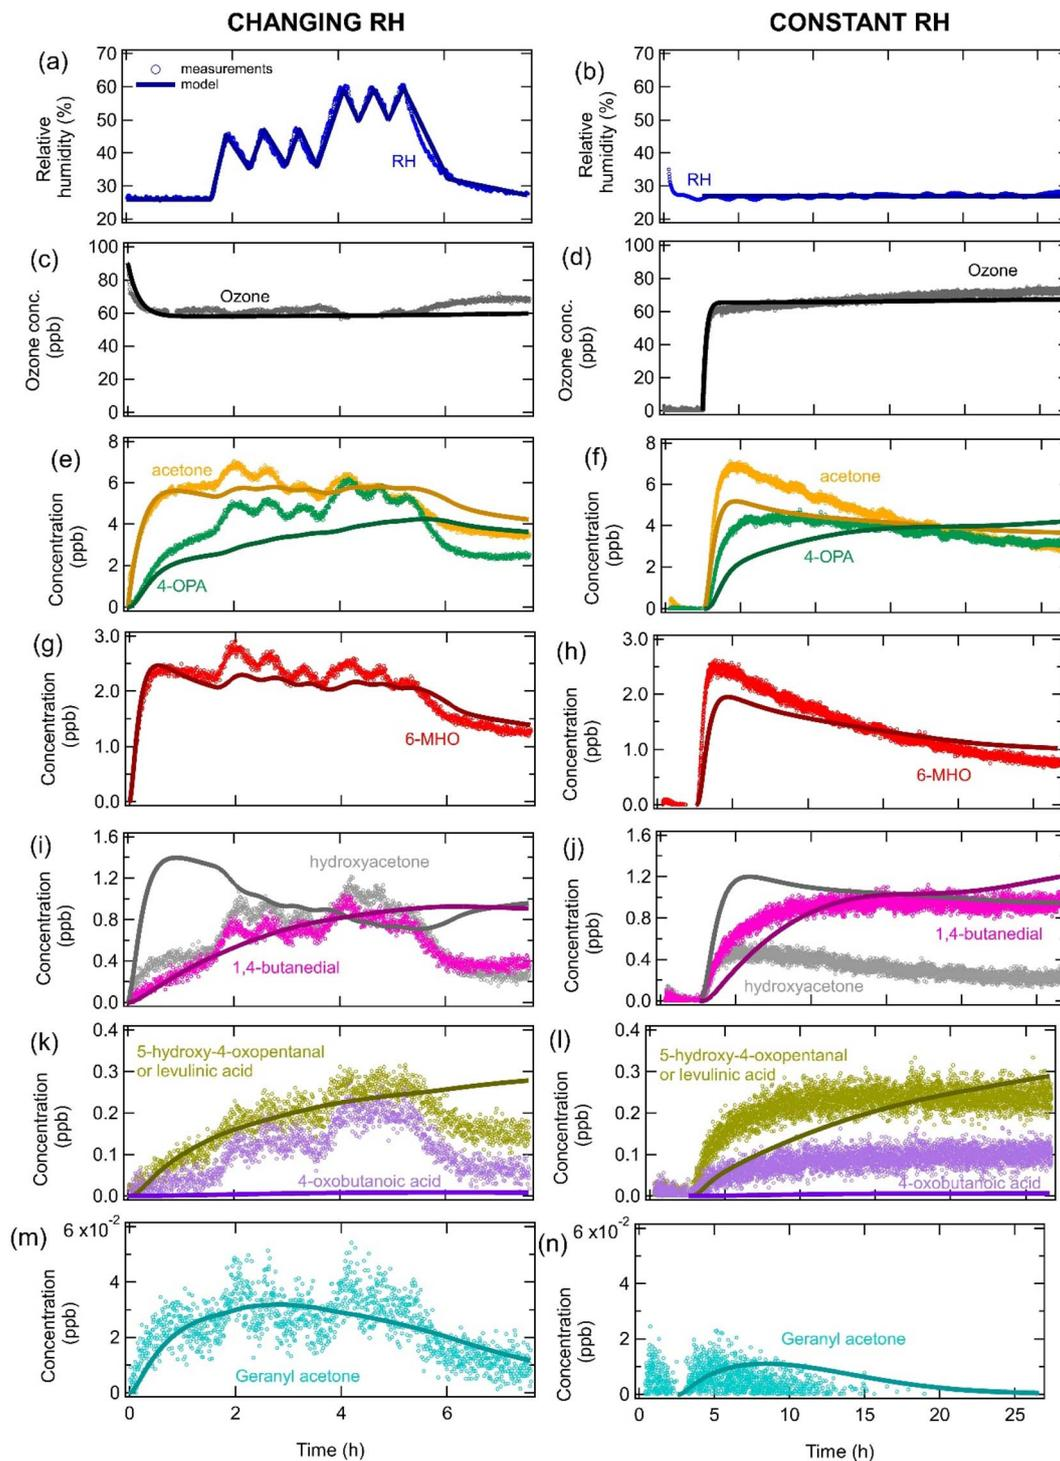 CHANGING RH
CONSTANT RH
(a)
70
60
50
40
30
20
Relative
humidity (%)
measurements
model
RH
(b)
70
60
50
40
30
20
Relative
humidity (%)
RH
(c)
100
80
60
40
20
0
Ozone conc.
(ppb)
Ozone
(d)
100
80
60
40
20
0
Ozone conc.
(ppb)
Ozone
(e)
8
6
4
2
0
Concentration
(ppb)
acetone
4-OPA
(f)
8
6
4
2
0
Concentration
(ppb)
acetone
4-OPA
(g)
3.0
2.0
1.0
0.0
Concentration
(ppb)
6-MHO
(h)
3.0
2.0
1.0
0.0
Concentration
(ppb)
6-MHO
(i)
1.6
1.2
0.8
0.4
0.0
Concentration
(ppb)
hydroxyacetone
1,4-butanedial
(j)
1.6
1.2
0.8
0.4
0.0
Concentration
(ppb)
1,4-butanedial
hydroxyacetone
(k)
0.4
0.3
0.2
0.1
0.0
Concentration
(ppb)
5-hydroxy-4-oxopentanal
or levulinic acid
4-oxobutanoic acid
(l)
0.4
0.3
0.2
0.1
0.0
Concentration
(ppb)
5-hydroxy-4-oxopentanal
or levulinic acid
4-oxobutanoic acid
(m)
6 x10⁻²
4
2
0
Concentration
(ppb)
Geranyl acetone
0 2 4 6
Time (h)
(n)
6 x10⁻²
4
2
0
Concentration
(ppb)
Geranyl acetone
0 5 10 15 20 25
Time (h)